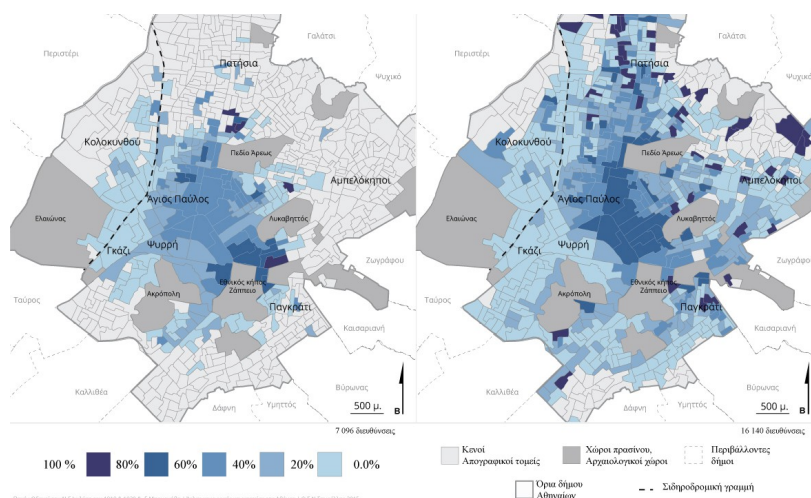 Γαλάτσι
Περιστέρι
Πατήσια
Ψυχικό
Κολοκυνθού
Πεδίο Άρεως
Αμπελόκηποι
Άγιος Παύλος
Ελαιώνας
Λυκαβηττός
Γκάζι
Ψυρρή
Ζωγράφου
Εθνικός κήπος
Ζάππειο
Ακρόπολη
Ταύρος
Παγκράτι
Καισαριανή
Καλλιθέα
Βύρωνας
Δάφνη
Υμηττός
500 μ.
Β
7 096 διευθύνσεις
Γαλάτσι
Περιστέρι
Πατήσια
Ψυχικό
Κολοκυνθού
Πεδίο Άρεως
Αμπελόκηποι
Άγιος Παύλος
Ελαιώνας
Λυκαβηττός
Γκάζι
Ψυρρή
Ζωγράφου
Εθνικός κήπος
Ζάππειο
Ακρόπολη
Ταύρος
Παγκράτι
Καισαριανή
Καλλιθέα
Βύρωνας
Δάφνη
Υμηττός
500 μ.
Β
16 140 διευθύνσεις
100 % 80% 60% 40% 20% 0.0%
Κενοί
Απογραφικοί τομείς
Χώροι πρασίνου,
Αρχαιολογικοί χώροι
Περιβάλλοντες
δήμοι
Όρια δήμου
Αθηναίων
Σιδηροδρομική γραμμή